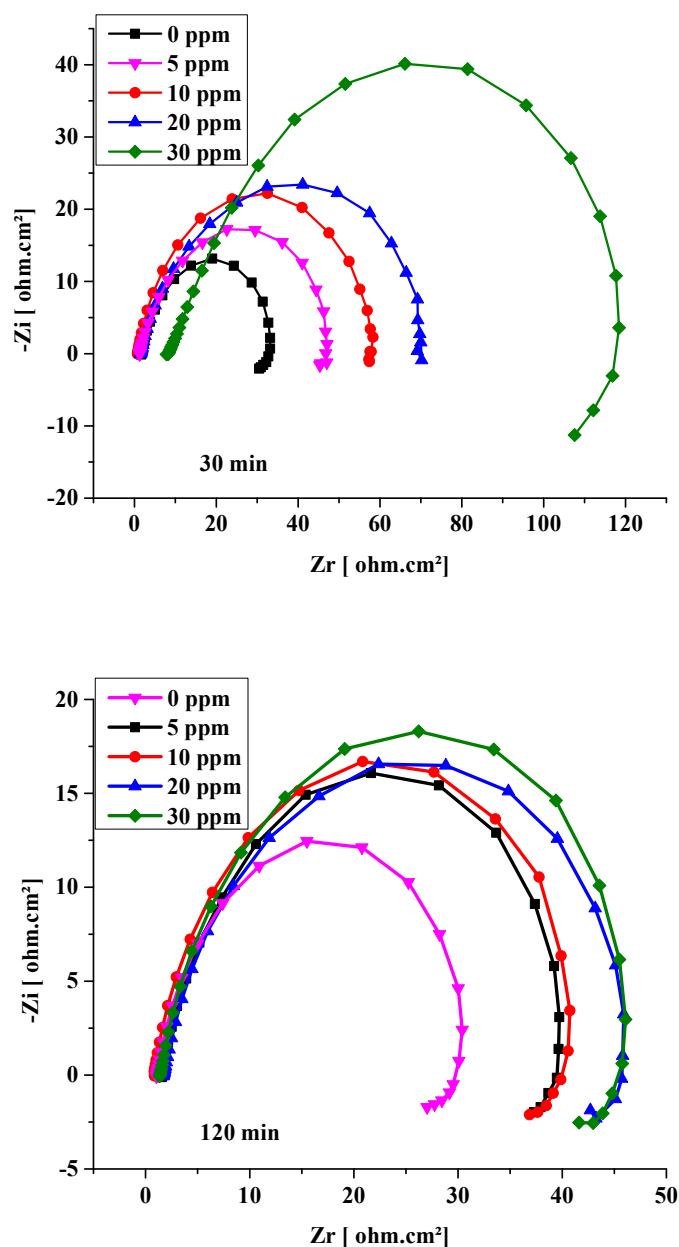 0 ppm
5 ppm
10 ppm
20 ppm
30 ppm
40
30
20
10
0
-10
-20
-Zi [ ohm.cm²]
30 min
0 20 40 60 80 100 120
Zr [ ohm.cm²]
0 ppm
5 ppm
10 ppm
20 ppm
30 ppm
20
15
10
5
0
-5
-Zi [ ohm.cm²]
120 min
0 10 20 30 40 50
Zr [ ohm.cm²]